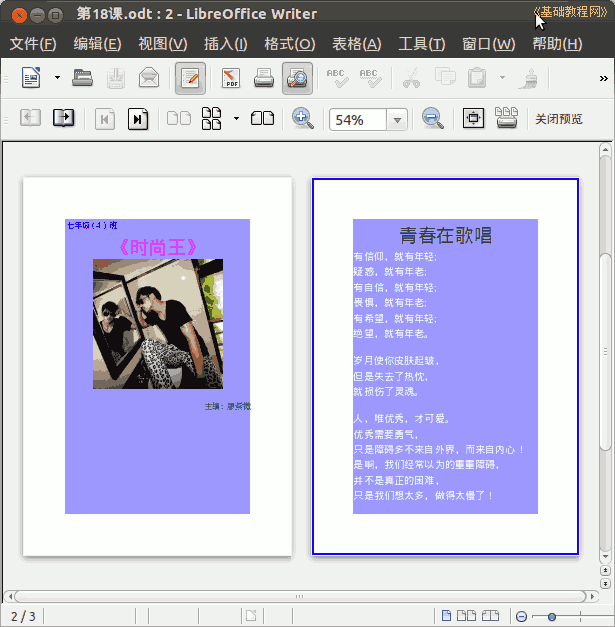 第18课.odt : 2 - LibreOffice Writer
《基础教程网》
文件(F) 编辑(E) 视图(V) 插入(I) 格式(O) 表格(A) 工具(T) 窗口(W) 帮助(H)
PDF ABC ABC
54% 关闭预览
七年级(4)班
《时尚王》
主编：廖紫微
青春在歌唱
有信仰，就有年轻;
疑惑，就有年老;
有自信，就有年轻;
畏惧，就有年老;
有希望，就有年轻;
绝望，就有年老。
岁月使你皮肤起皱，
但是失去了热忱，
就损伤了灵魂。
人，唯优秀，才可爱。
优秀需要勇气，
只是障碍多不来自外界，而来自内心！
是啊，我们经常以为的重重障碍，
并不是真正的困难，
只是我们想太多，做得太慢了！
2 / 3